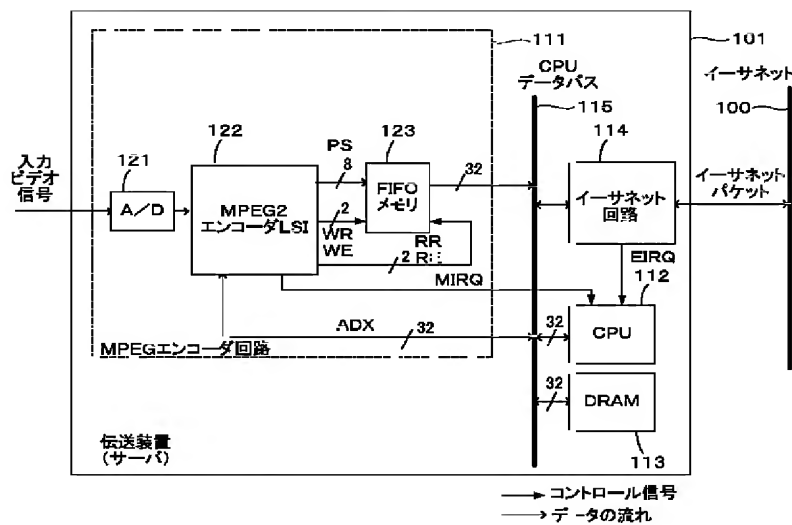 111
101
CPU
データバス
115
イーサネット
100
入力
ビデオ
信号
121
A/D
122
MPEG2
エンコーダLSI
PS
8
123
FIFO
メモリ
32
2
WR
WE
2
RR
MIRQ
114
イーサネット
回路
イーサネット
パケット
EIRQ
112
CPU
32
ADX
32
MPEGエンコーダ回路
32
DRAM
113
伝送装置
(サーバ)
コントロール信号
データの流れ